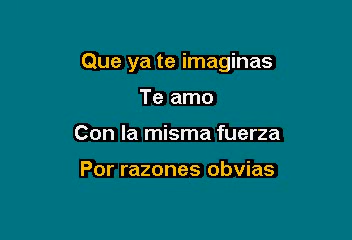 Que ya te imaginas
Te amo
Con la misma fuerza
Por razones obvias